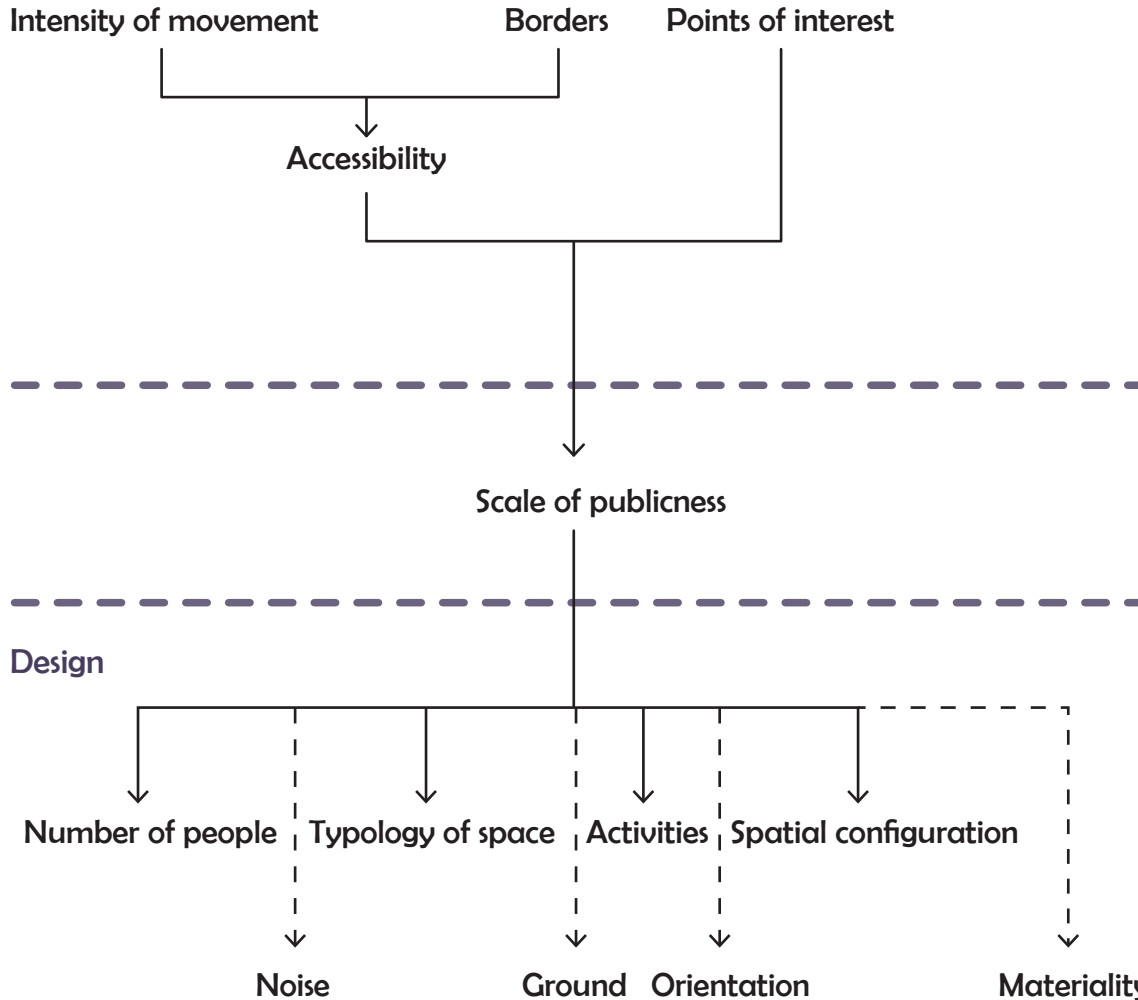 Intensity of movement
Borders
Points of interest
Accessibility
Scale of publicness
Design
Number of people
Typology of space
Activities
Spatial configuration
Noise
Ground
Orientation
Materiality